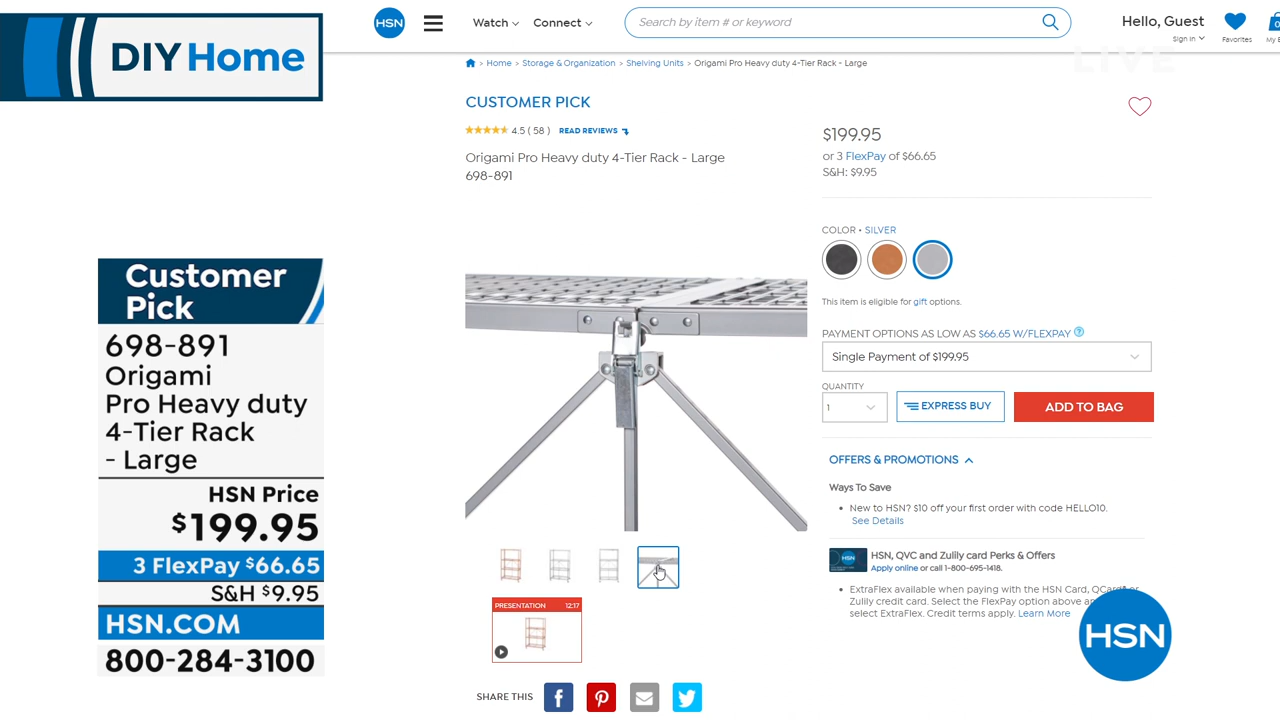 DIY Home
HSN
Watch
Connect
Search by item # or keyword
Hello, Guest
Sign In
Favorites
LIVE
> Home > Storage & Organization > Shelving Units > Origami Pro Heavy duty 4-Tier Rack - Large
CUSTOMER PICK
4.5 ( 58 ) READ REVIEWS
Origami Pro Heavy duty 4-Tier Rack - Large
698-891
$199.95
or 3 FlexPay of $66.65
S&H: $9.95
COLOR • SILVER
This item is eligible for gift options.
PAYMENT OPTIONS AS LOW AS $66.65 W/FLEXPAY ?
Single Payment of $199.95
QUANTITY
1
EXPRESS BUY
ADD TO BAG
OFFERS & PROMOTIONS
Ways To Save
• New to HSN? $10 off your first order with code HELLO10.
See Details
HSN
HSN, QVC and Zulily card Perks & Offers
Apply online or call 1-800-695-1418.
• ExtraFlex available when paying with the HSN Card, QCard or
Zulily credit card. Select the FlexPay option above
select ExtraFlex. Credit terms apply. Learn More
HSN
PRESENTATION 12:17
SHARE THIS
Customer
Pick
698-891
Origami
Pro Heavy duty
4-Tier Rack
- Large
HSN Price
$199.95
3 FlexPay $66.65
S&H $9.95
HSN.COM
800-284-3100